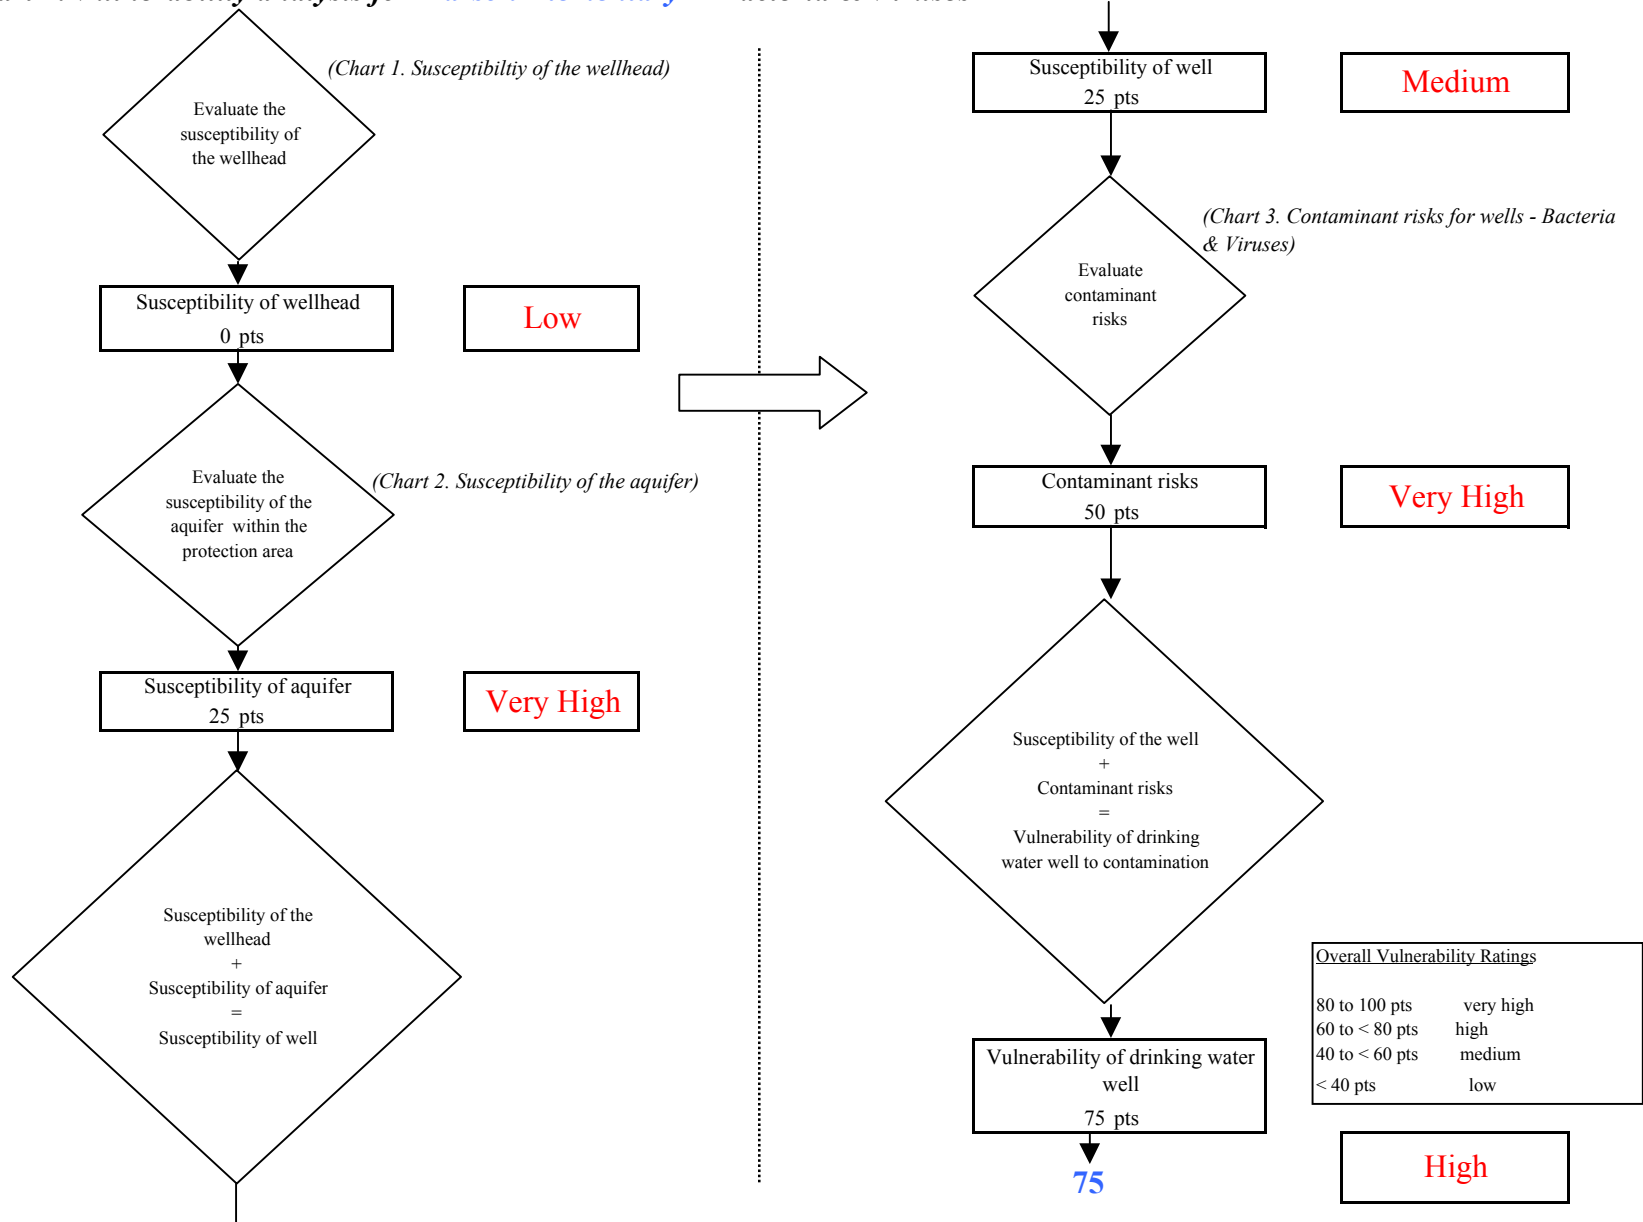 (Chart 1. Susceptibiltiy of the wellhead)
Evaluate the
susceptibility of
the wellhead
Susceptibility of wellhead
0 pts
Low
Evaluate the
susceptibility of the
aquifer within the
protection area
(Chart 2. Susceptibility of the aquifer)
Susceptibility of aquifer
25 pts
Very High
Susceptibility of the
wellhead
+
Susceptibility of aquifer
=
Susceptibility of well
Susceptibility of well
25 pts
Medium
(Chart 3. Contaminant risks for wells - Bacteria
& Viruses)
Evaluate
contaminant
risks
Contaminant risks
50 pts
Very High
Susceptibility of the well
+
Contaminant risks
=
Vulnerability of drinking
water well to contamination
Overall Vulnerability Ratings
80 to 100 pts very high
60 to < 80 pts high
40 to < 60 pts medium
< 40 pts low
Vulnerability of drinking water
well
75 pts
75
High